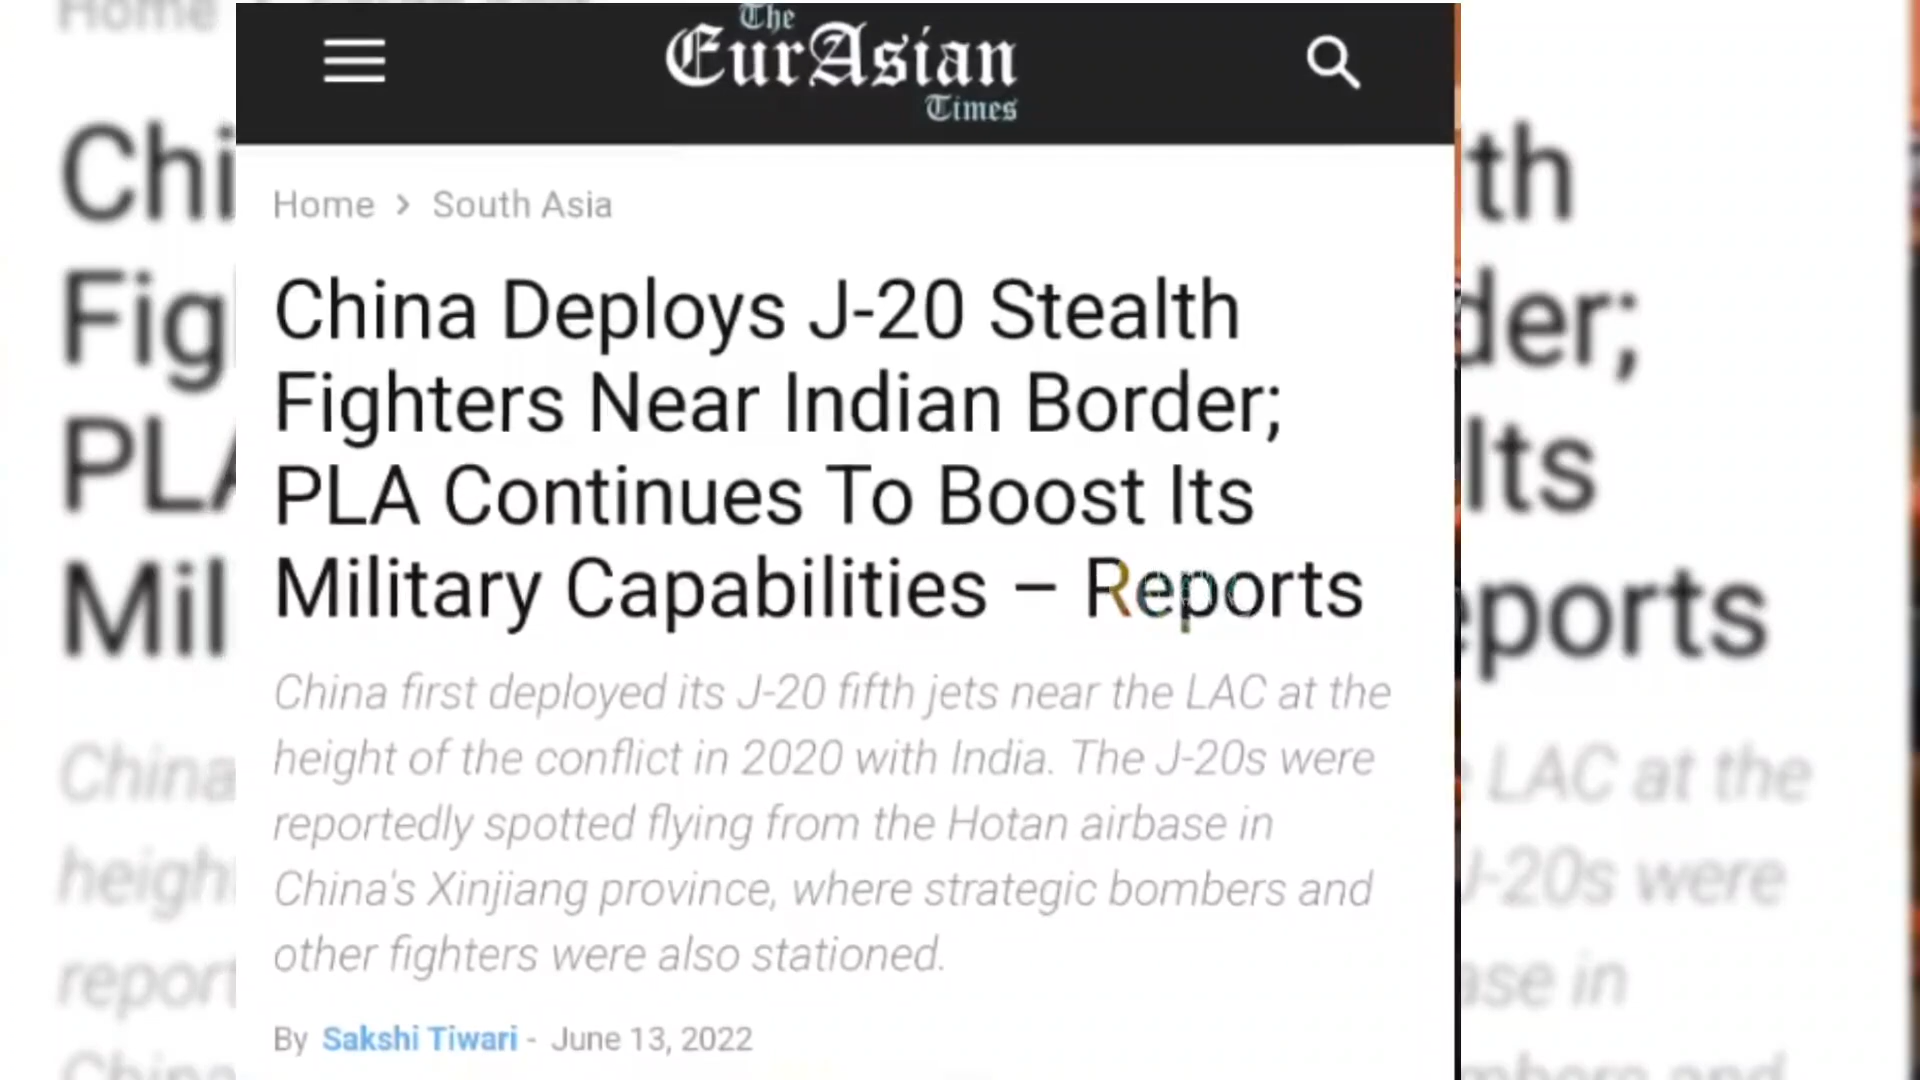 The
EurAsian
Times
Home > South Asia
China Deploys J-20 Stealth
Fighters Near Indian Border;
PLA Continues To Boost Its
Military Capabilities – Reports
China first deployed its J-20 fifth jets near the LAC at the
height of the conflict in 2020 with India. The J-20s were
reportedly spotted flying from the Hotan airbase in
China's Xinjiang province, where strategic bombers and
other fighters were also stationed.
By Sakshi Tiwari - June 13, 2022